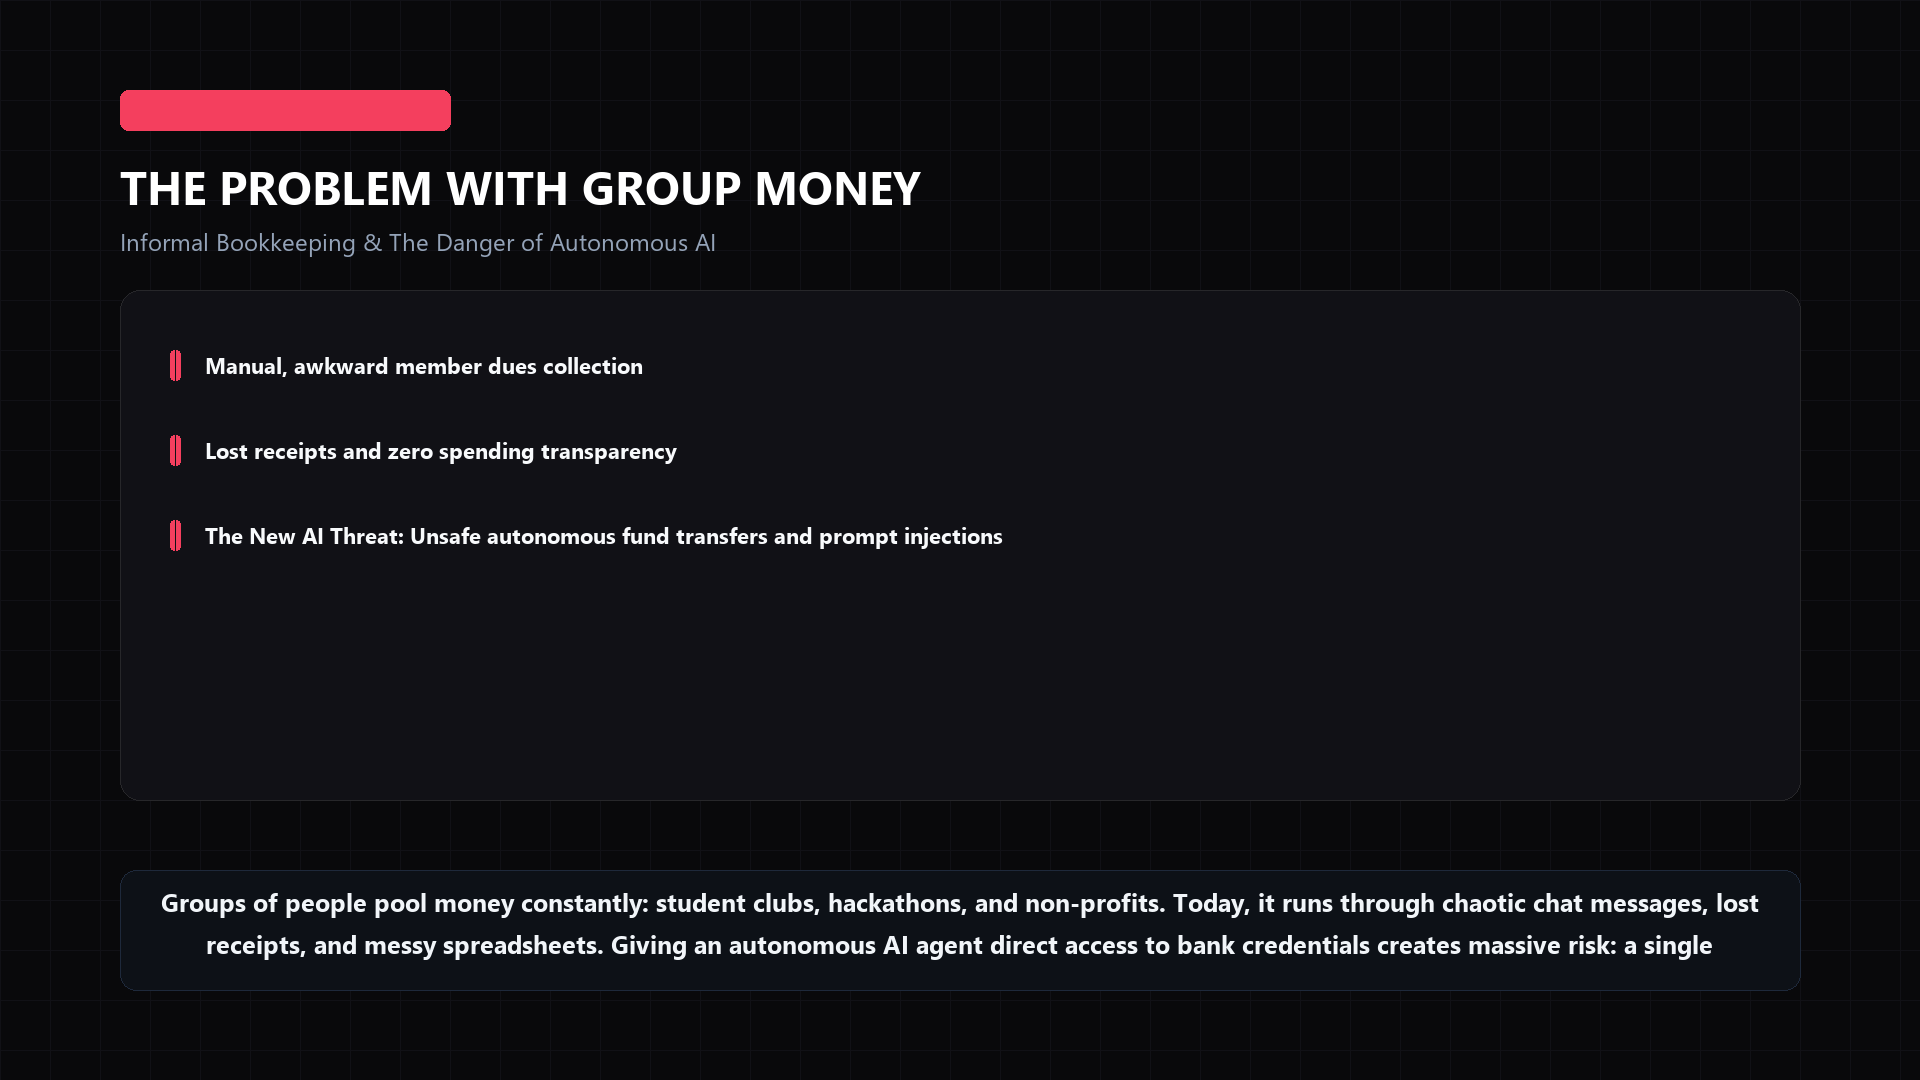 THE PROBLEM WITH GROUP MONEY
Informal Bookkeeping & The Danger of Autonomous AI
Manual, awkward member dues collection
Lost receipts and zero spending transparency
The New AI Threat: Unsafe autonomous fund transfers and prompt injections
Groups of people pool money constantly: student clubs, hackathons, and non-profits. Today, it runs through chaotic chat messages, lost
receipts, and messy spreadsheets. Giving an autonomous AI agent direct access to bank credentials creates massive risk: a single